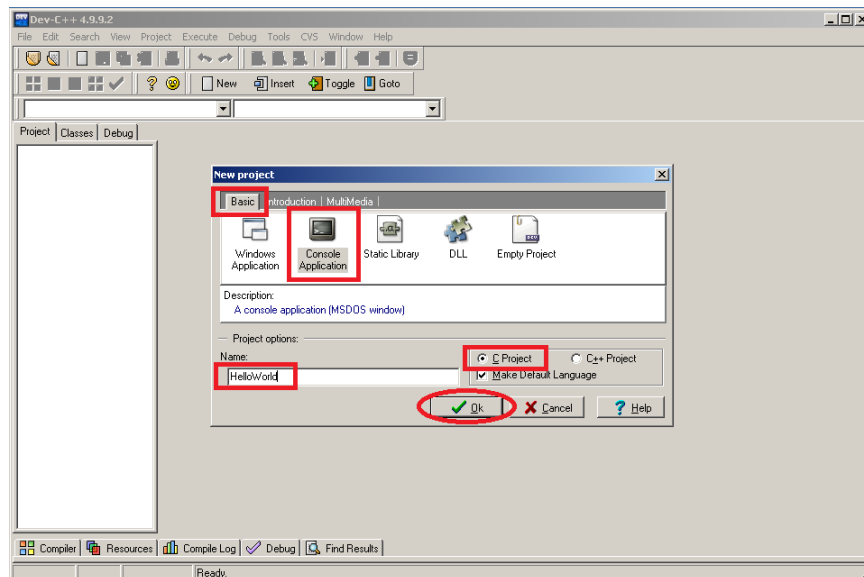 Dev-C++ 4.9.9.2
File Edit Search View Project Execute Debug Tools CVS Window Help
New Insert Toggle Goto
Project Classes Debug
New project
Basic Introduction MultiMedia
Windows Application
Console Application
Static Library
DLL
Empty Project
Description:
A console application (MSDOS window)
Project options:
Name:
HelloWorld
C Project C++ Project
Make Default Language
Ok Cancel Help
Compiler Resources Compile Log Debug Find Results
Ready.